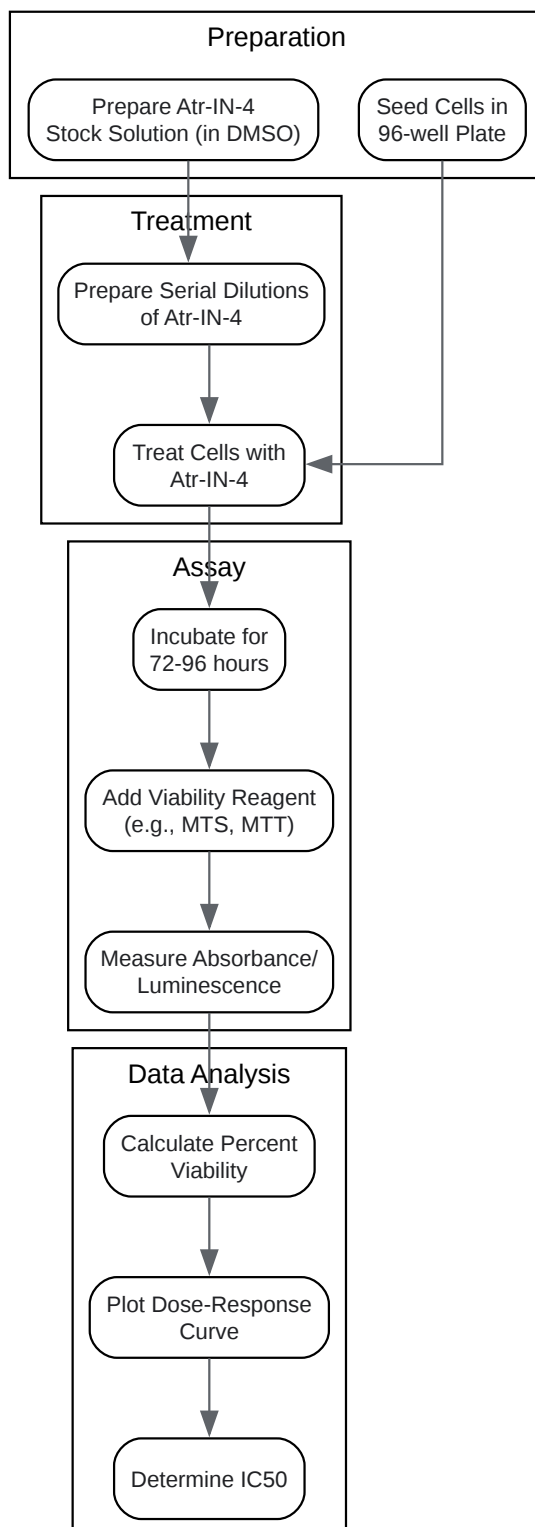 Preparation
Prepare Atr-IN-4
Stock Solution (in DMSO)
Seed Cells in
96-well Plate
Treatment
Prepare Serial Dilutions
of Atr-IN-4
Treat Cells with
Atr-IN-4
Assay
Incubate for
72-96 hours
Add Viability Reagent
(e.g., MTS, MTT)
Measure Absorbance/
Luminescence
Data Analysis
Calculate Percent
Viability
Plot Dose-Response
Curve
Determine IC50